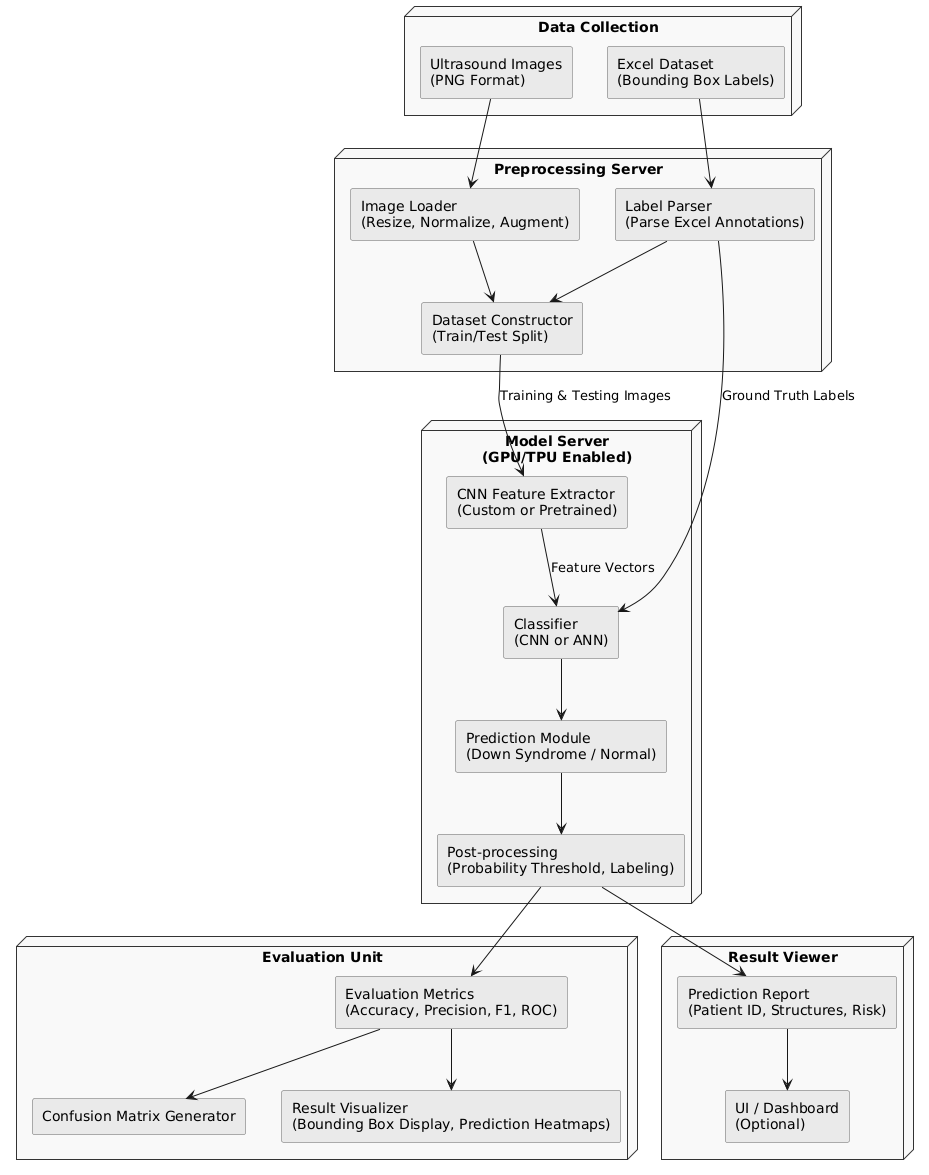 Data Collection
Ultrasound Images
(PNG Format)
Excel Dataset
(Bounding Box Labels)
Preprocessing Server
Image Loader
(Resize, Normalize, Augment)
Label Parser
(Parse Excel Annotations)
Dataset Constructor
(Train/Test Split)
Training & Testing Images
Ground Truth Labels
Model Server
(GPU/TPU Enabled)
CNN Feature Extractor
(Custom or Pretrained)
Feature Vectors
Classifier
(CNN or ANN)
Prediction Module
(Down Syndrome / Normal)
Post-processing
(Probability Threshold, Labeling)
Evaluation Unit
Evaluation Metrics
(Accuracy, Precision, F1, ROC)
Confusion Matrix Generator
Result Visualizer
(Bounding Box Display, Prediction Heatmaps)
Result Viewer
Prediction Report
(Patient ID, Structures, Risk)
UI / Dashboard
(Optional)